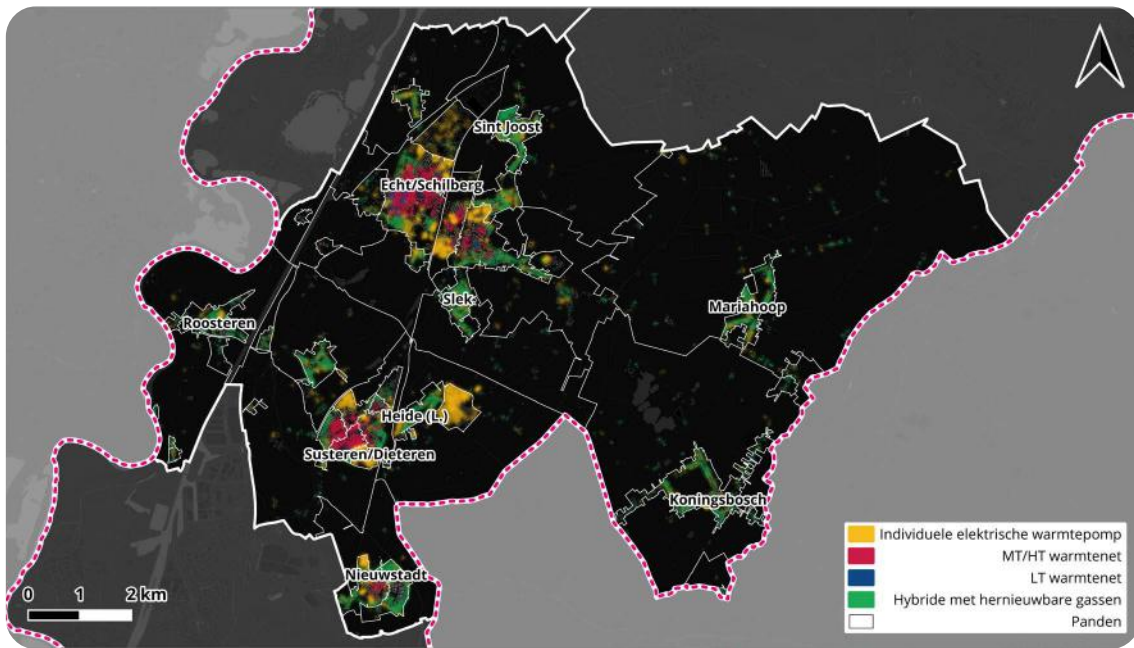 Sint Joost
Echt/Schilberg
Slek
Mariahoop
Roosteren
Heide (L.)
Susteren/Dieteren
Koningsbosch
Nieuwstadt
0 1 2 km
Individuele elektrische warmtepomp
MT/HT warmtenet
LT warmtenet
Hybride met hernieuwbare gassen
Panden